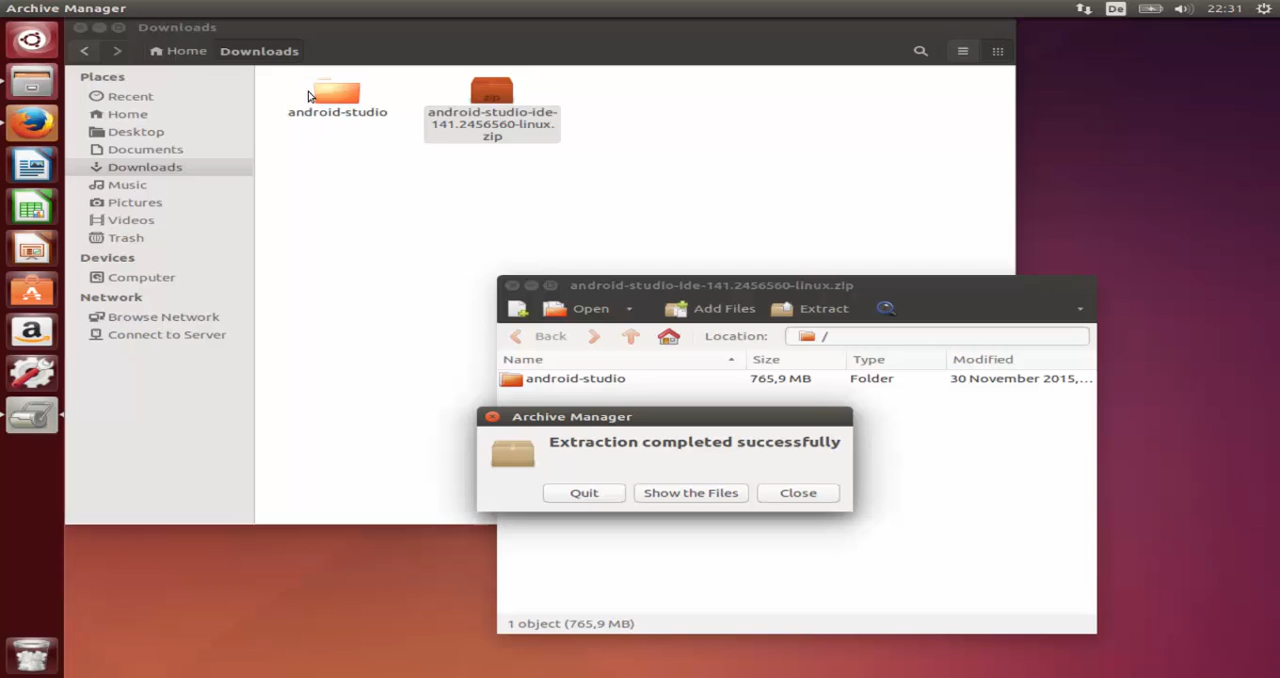 Archive Manager
De
22:31
Downloads
Home
Downloads
Places
Recent
Home
Desktop
Documents
Downloads
Music
Pictures
Videos
Trash
Devices
Computer
Network
Browse Network
Connect to Server
android-studio
zip
android-studio-ide-
141.2456560-linux.
zip
android-studio-ide-141.2456560-linux.zip
Open
Add Files
Extract
Back
Location:
/
Name Size Type Modified
android-studio 765,9 MB Folder 30 November 2015,...
Archive Manager
Extraction completed successfully
Quit Show the Files Close
1 object (765,9 MB)